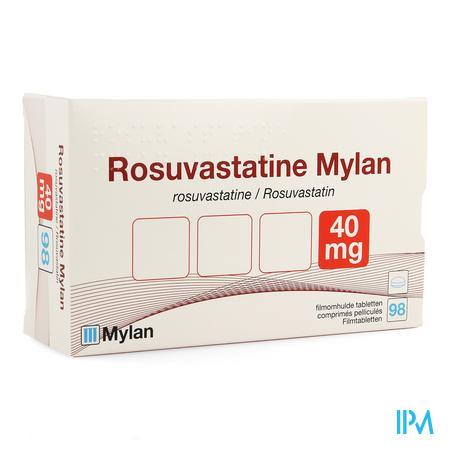 Rosuvastatine Mylan
rosuvastatine / Rosuvastatin
40
mg
filmomhulde tabletten
comprimés pelliculés
Filmtabletten
98
Mylan
Rosuvastatine Mylan
40
mg
98
IPM